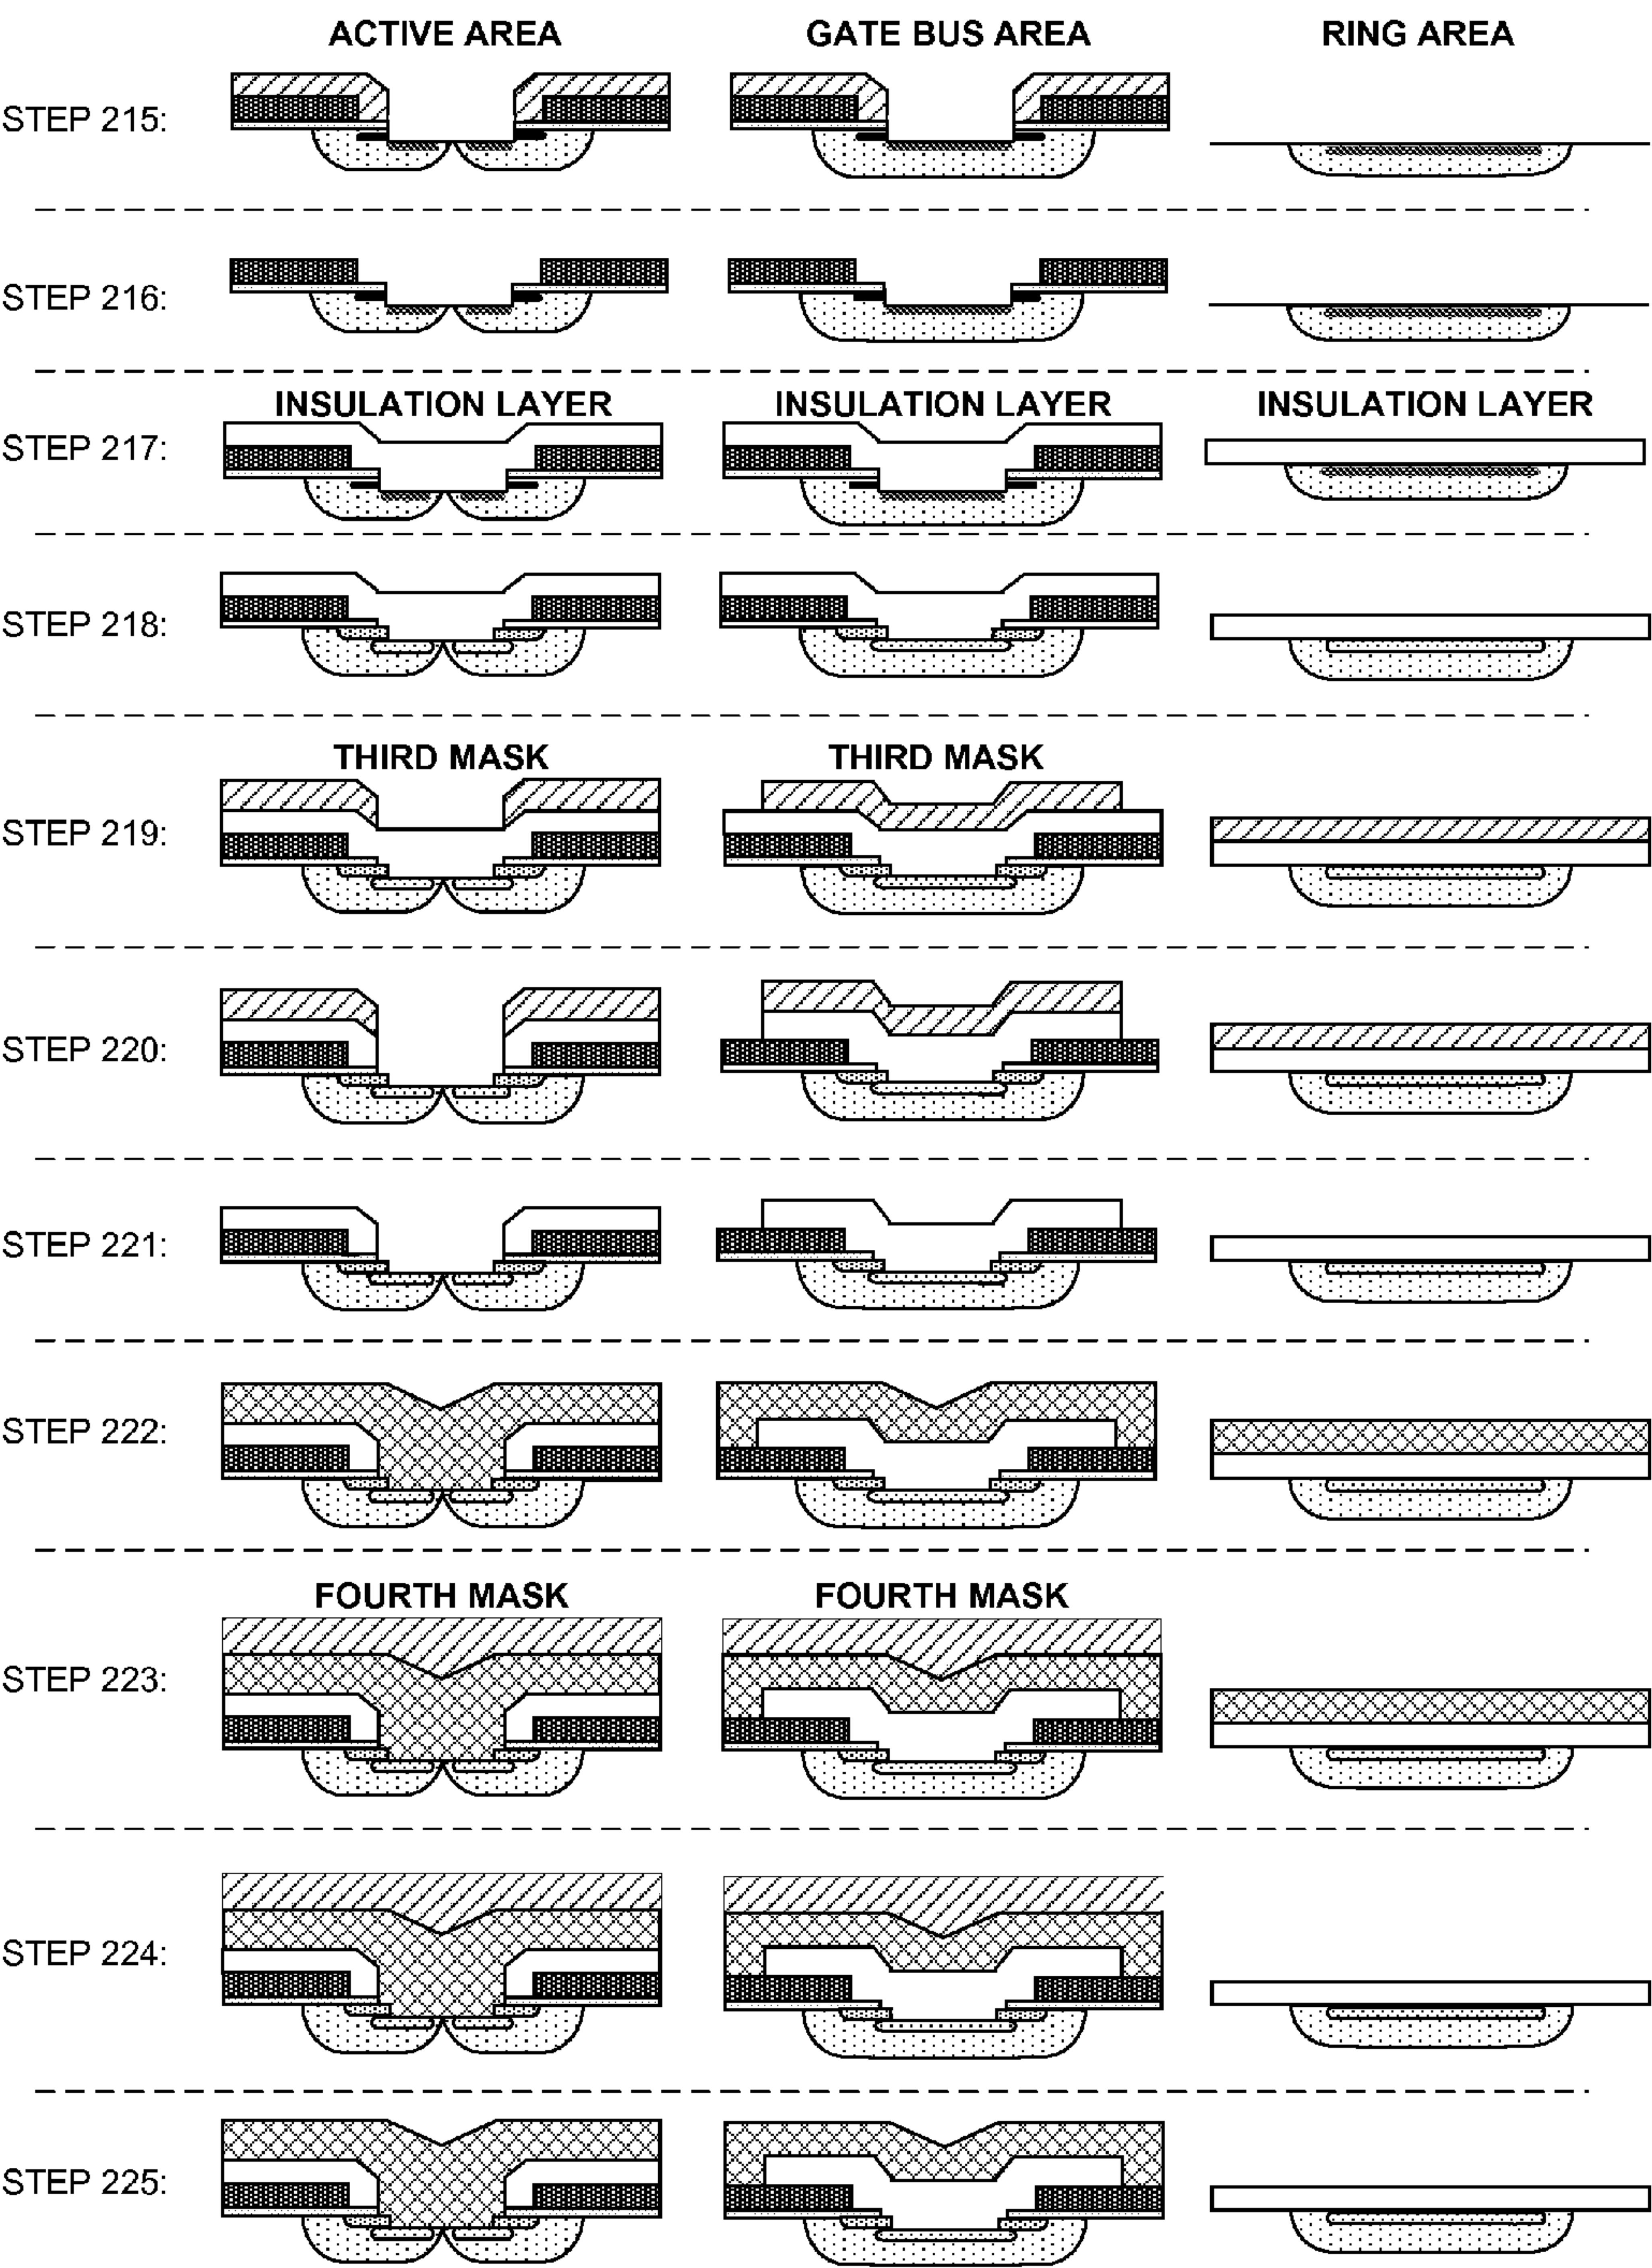 ACTIVE AREA GATE BUS AREA RING AREA
STEP 215:
STEP 216:
INSULATION LAYER INSULATION LAYER INSULATION LAYER
STEP 217:
STEP 218:
THIRD MASK THIRD MASK
STEP 219:
STEP 220:
STEP 221:
STEP 222:
FOURTH MASK FOURTH MASK
STEP 223:
STEP 224:
STEP 225: